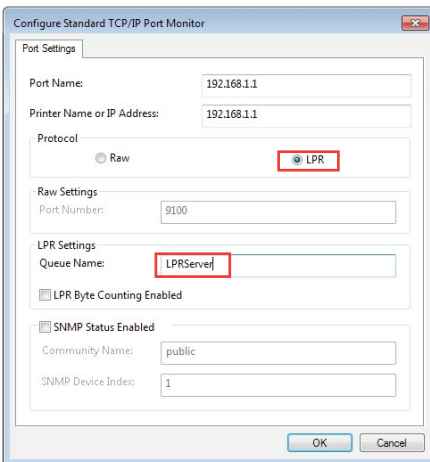 Configure Standard TCP/IP Port Monitor
Port Settings
Port Name: 192.168.1.1
Printer Name or IP Address: 192.168.1.1
Protocol
Raw LPR
Raw Settings
Port Number: 9100
LPR Settings
Queue Name: LPRServer
LPR Byte Counting Enabled
SNMP Status Enabled
Community Name: public
SNMP Device Index: 1
OK Cancel